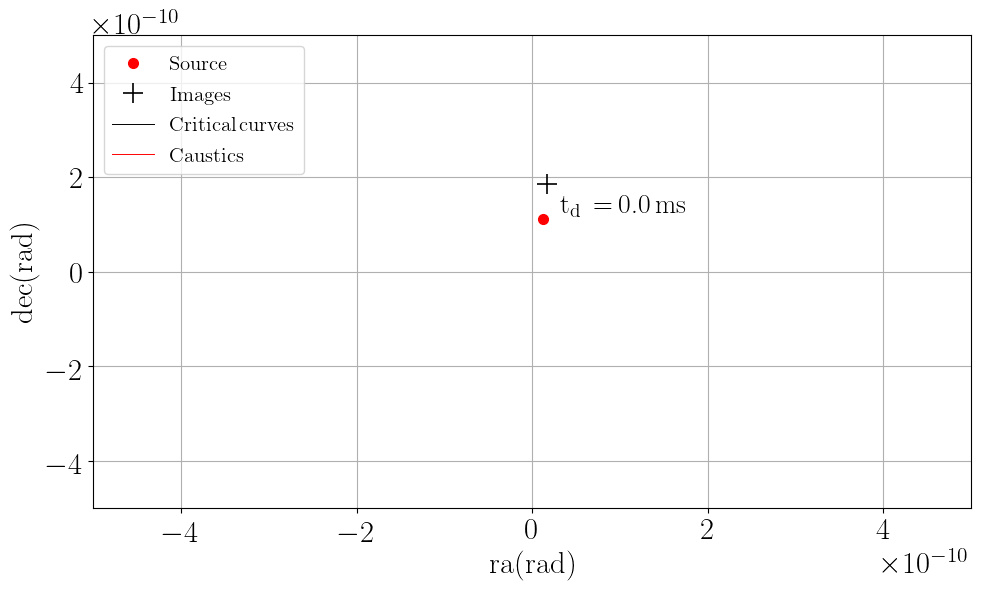 ×10⁻¹⁰
Source
Images
Critical curves
Caustics
4
2
0
−2
−4
t_d = 0.0 ms
dec(rad)
−4 −2 0 2 4
ra(rad)
×10⁻¹⁰